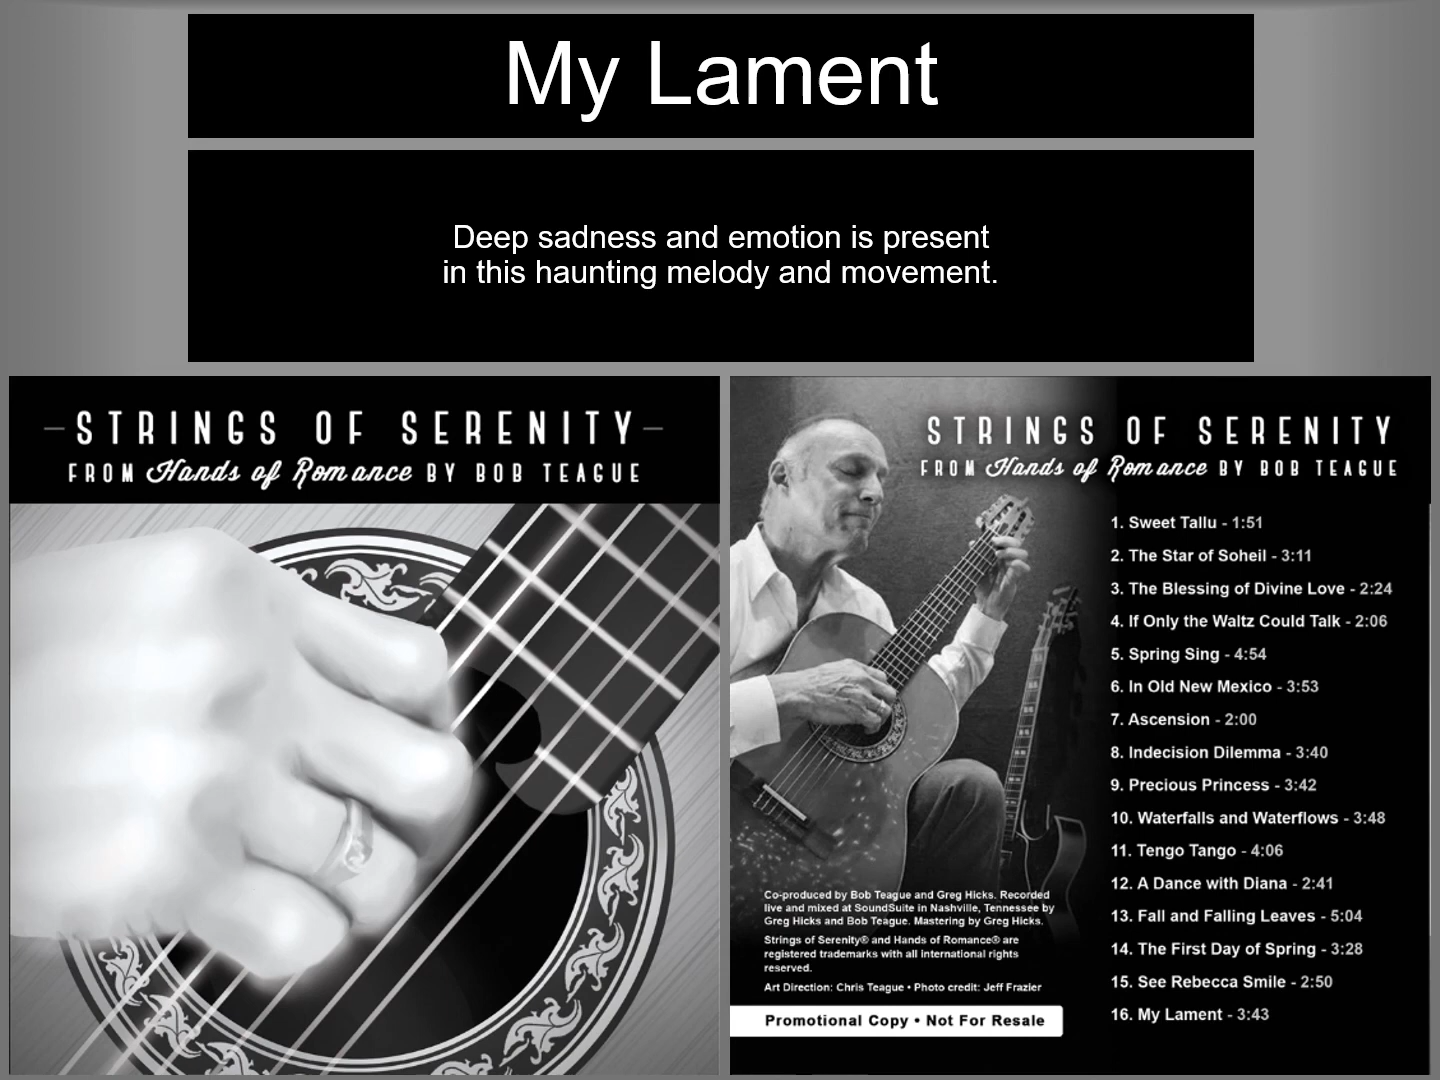 My Lament
Deep sadness and emotion is present
in this haunting melody and movement.
STRINGS OF SERENITY
FROM Hands of Romance BY BOB TEAGUE
STRINGS OF SERENITY
FROM Hands of Romance BY BOB TEAGUE
1. Sweet Tallu - 1:51
2. The Star of Soheil - 3:11
3. The Blessing of Divine Love - 2:24
4. If Only the Waltz Could Talk - 2:06
5. Spring Sing - 4:54
6. In Old New Mexico - 3:53
7. Ascension - 2:00
8. Indecision Dilemma - 3:40
9. Precious Princess - 3:42
10. Waterfalls and Waterflows - 3:48
11. Tengo Tango - 4:06
12. A Dance with Diana - 2:41
13. Fall and Falling Leaves - 5:04
14. The First Day of Spring - 3:28
15. See Rebecca Smile - 2:50
16. My Lament - 3:43
Co-produced by Bob Teague and Greg Hicks. Recorded
live and mixed at SoundSuite in Nashville, Tennessee by
Greg Hicks and Bob Teague. Mastering by Greg Hicks.
Strings of Serenity® and Hands of Romance® are
registered trademarks with all international rights
reserved.
Art Direction: Chris Teague • Photo credit: Jeff Frazier
Promotional Copy • Not For Resale